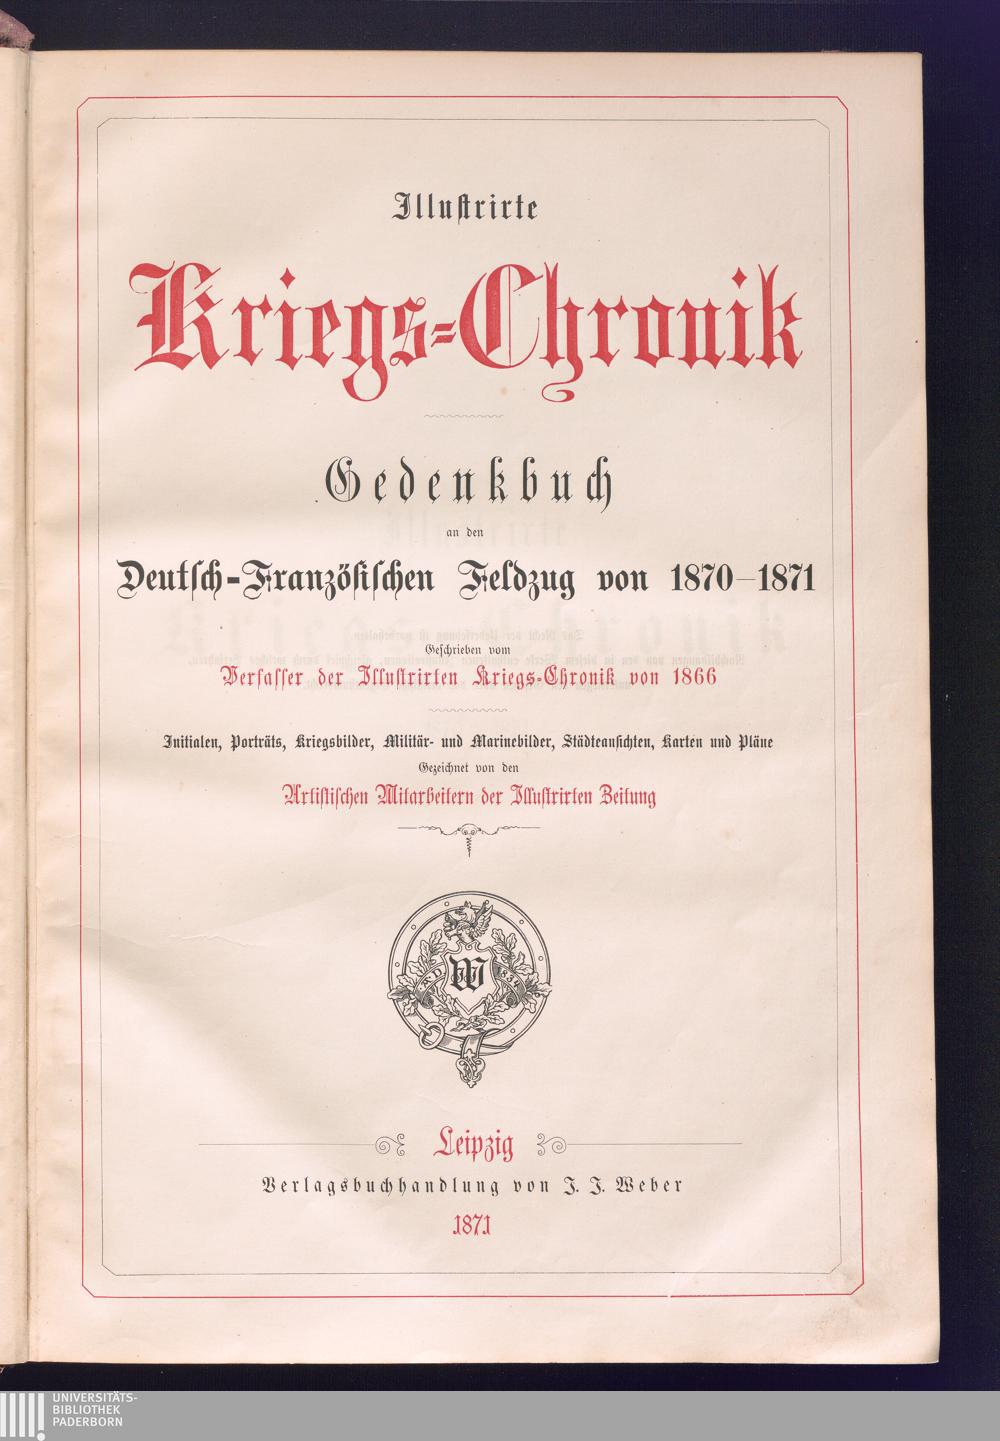 Illustrirte
Kriegs-Chronik
Gedenkbuch
an den
Deutsch-Französischen Feldzug von 1870–1871
Geschrieben vom
Verfasser der Illustrirten Kriegs-Chronik von 1866
Initialen, Porträts, Kriegsbilder, Militär- und Marinebilder, Städteansichten, Karten und Pläne
Gezeichnet von den
Artistischen Mitarbeitern der Illustrirten Zeitung
W
1834
Leipzig
Verlagsbuchhandlung von J. J. Weber
1871
UNIVERSITÄTS-
BIBLIOTHEK
PADERBORN